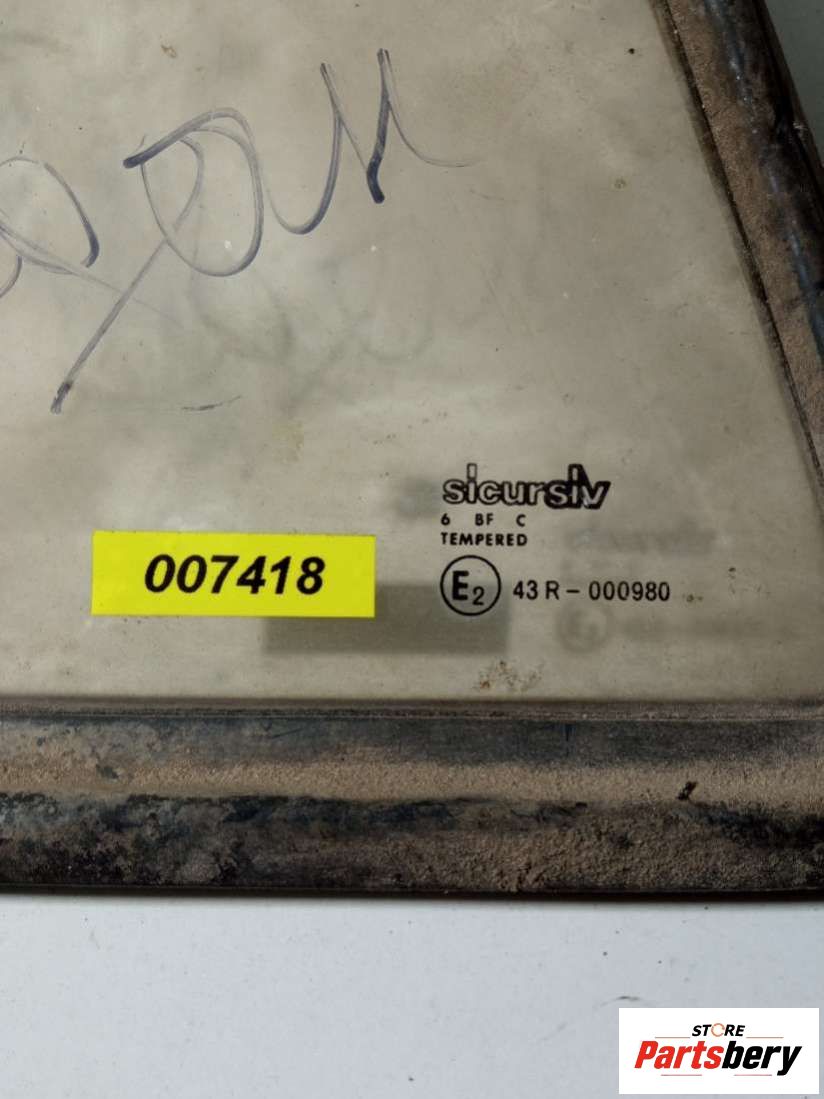 sicursiv
6 BF C
TEMPERED
E2 43 R - 000980
007418
STORE
Partsbery